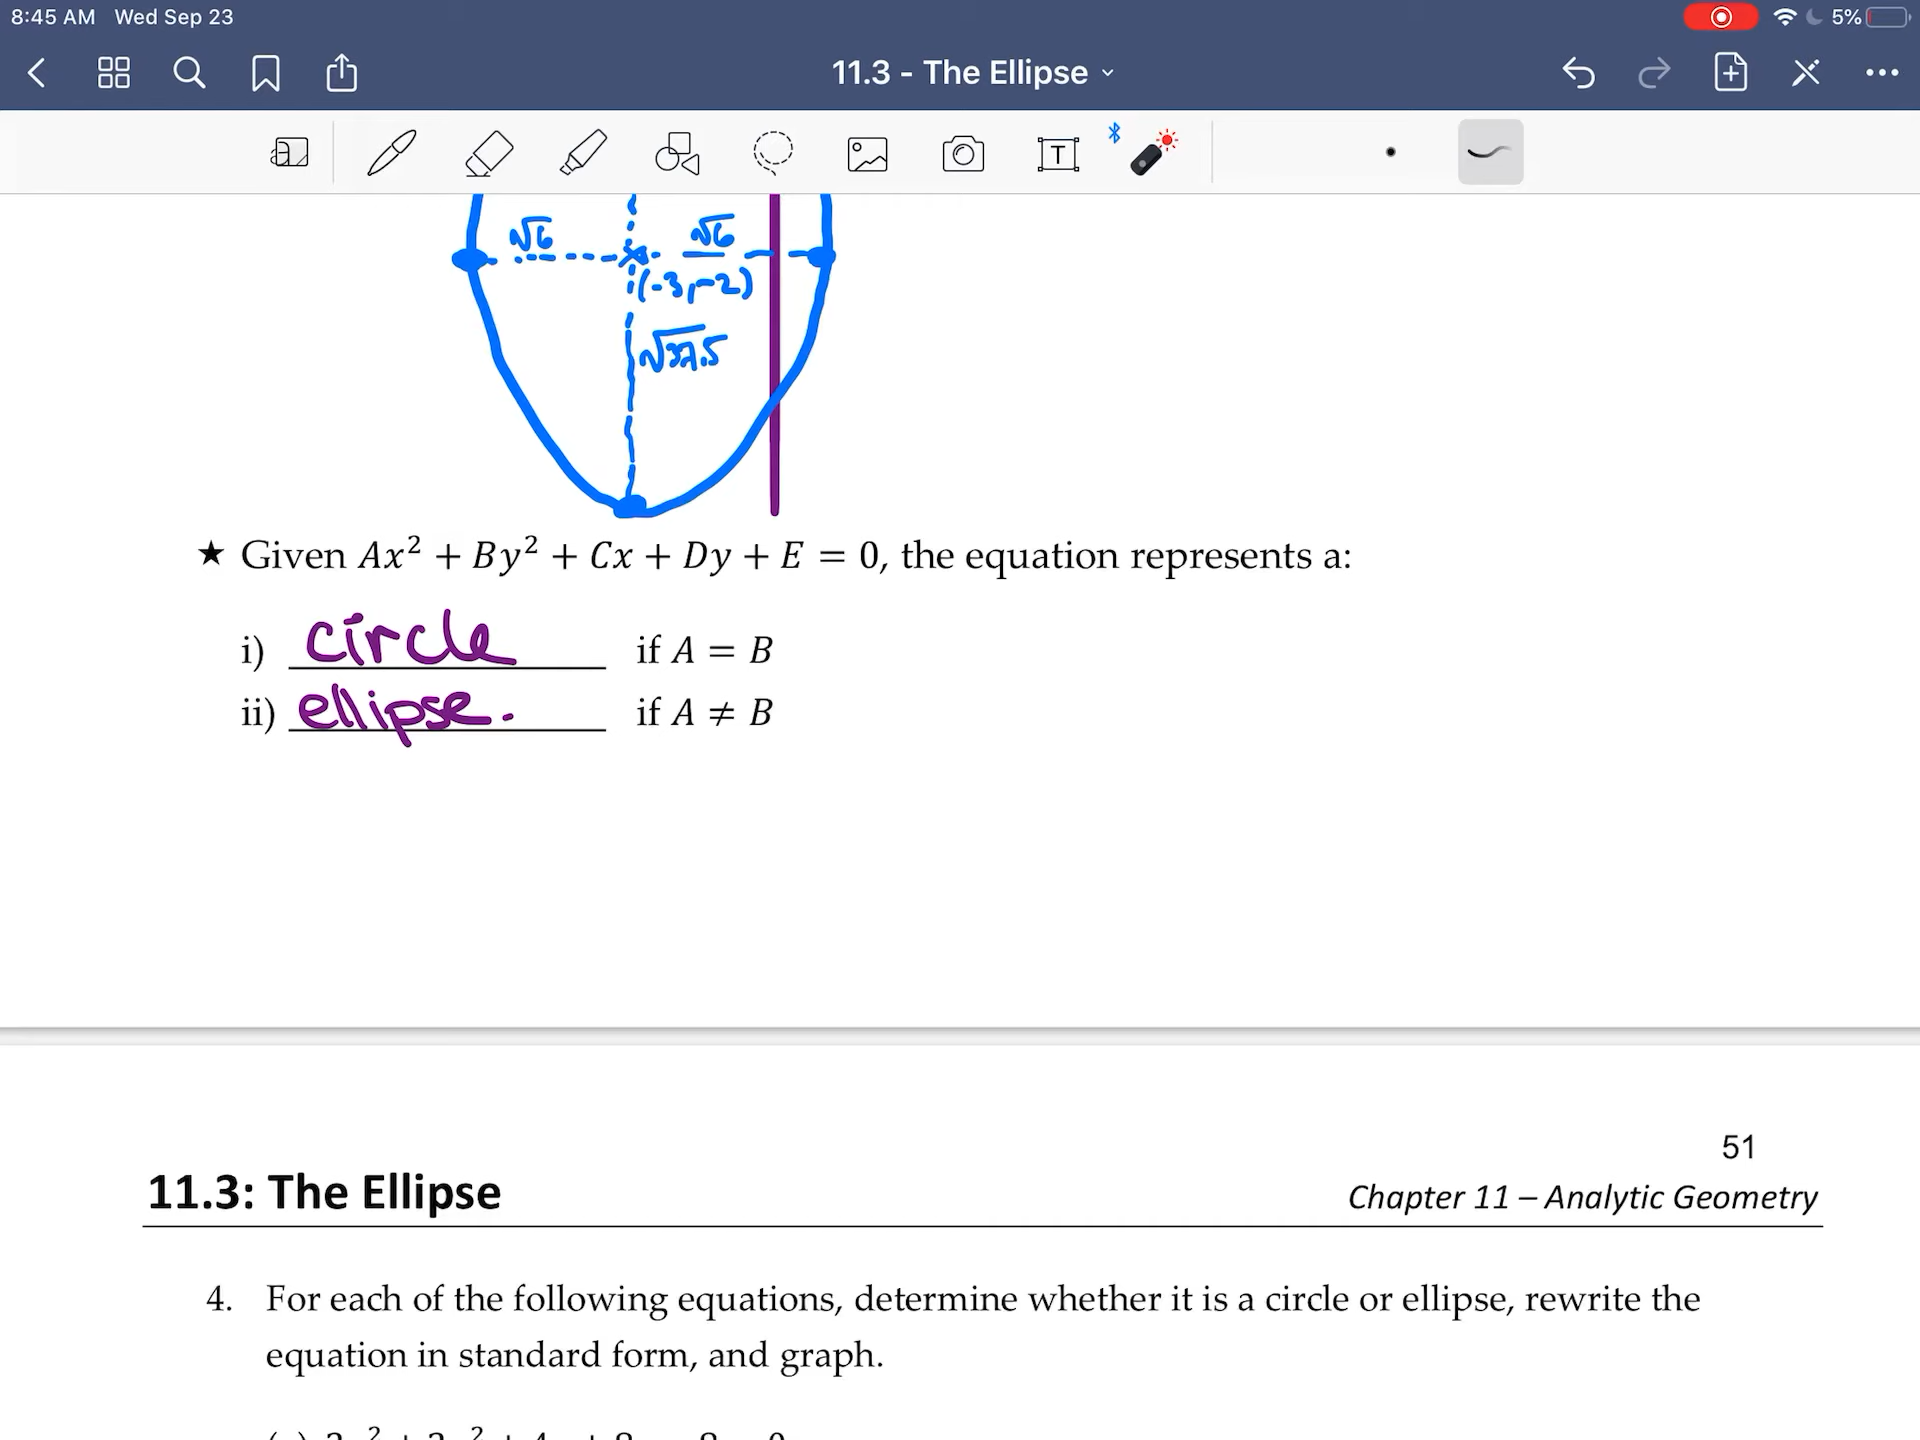 8:45 AM Wed Sep 23
5%
11.3 - The Ellipse
a
T
√6 √6
(-3,-2)
√37.5
★ Given Ax² + By² + Cx + Dy + E = 0, the equation represents a:
i) circle if A = B
ii) ellipse. if A ≠ B
51
11.3: The Ellipse
Chapter 11 – Analytic Geometry
4. For each of the following equations, determine whether it is a circle or ellipse, rewrite the
equation in standard form, and graph.